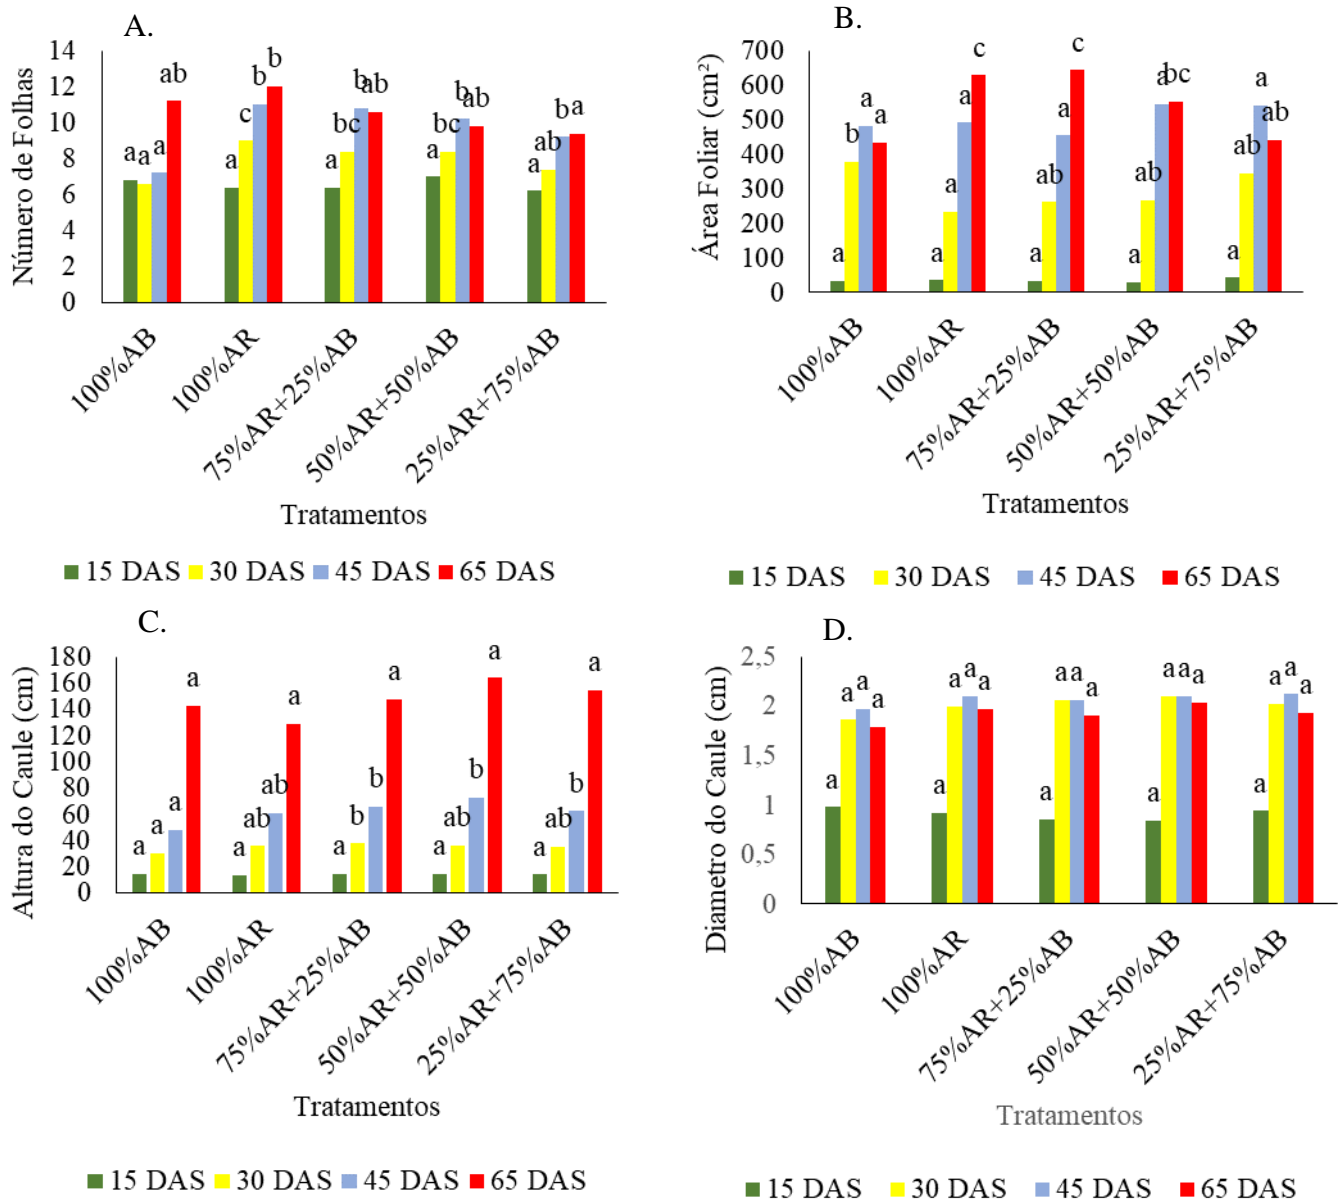 A.
Número de Folhas
14
12
10
8
6
4
2
0
a a a ab
a c b b
a bc b ab
a bc b ab
a ab b a
100%AB
100%AR
75%AR+25%AB
50%AR+50%AB
25%AR+75%AB
Tratamentos
15 DAS 30 DAS 45 DAS 65 DAS
B.
Área Foliar (cm²)
700
600
500
400
300
200
100
0
a b a a
a a a c
a ab a c
a ab a bc
a ab a ab
100%AB
100%AR
75%AR+25%AB
50%AR+50%AB
25%AR+75%AB
Tratamentos
15 DAS 30 DAS 45 DAS 65 DAS
C.
Altura do Caule (cm)
180
160
140
120
100
80
60
40
20
0
a a a a
a ab ab a
a b b a
a ab b a
a ab b a
100%AB
100%AR
75%AR+25%AB
50%AR+50%AB
25%AR+75%AB
Tratamentos
15 DAS 30 DAS 45 DAS 65 DAS
D.
Diametro do Caule (cm)
2,5
2
1,5
1
0,5
0
a a a a
a a a a
a a a a
a a a a
a a a a
100%AB
100%AR
75%AR+25%AB
50%AR+50%AB
25%AR+75%AB
Tratamentos
15 DAS 30 DAS 45 DAS 65 DAS